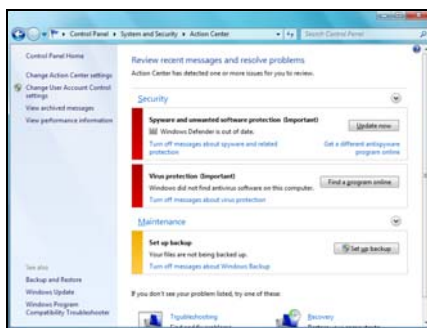 Control Panel ▸ System and Security ▸ Action Center
Search Control Panel
Control Panel Home
Change Action Center settings
Change User Account Control
settings
View archived messages
View performance information
See also
Backup and Restore
Windows Update
Windows Program
Compatibility Troubleshooter
Review recent messages and resolve problems
Action Center has detected one or more issues for you to review.
Security
Spyware and unwanted software protection (Important)
Windows Defender is out of date.
Update now
Turn off messages about spyware and related
protection
Get a different antispyware
program online
Virus protection (Important)
Windows did not find antivirus software on this computer.
Find a program online
Turn off messages about virus protection
Maintenance
Set up backup
Your files are not being backed up.
Set up backup
Turn off messages about Windows Backup
If you don't see your problem listed, try one of these:
Troubleshooting
Recovery